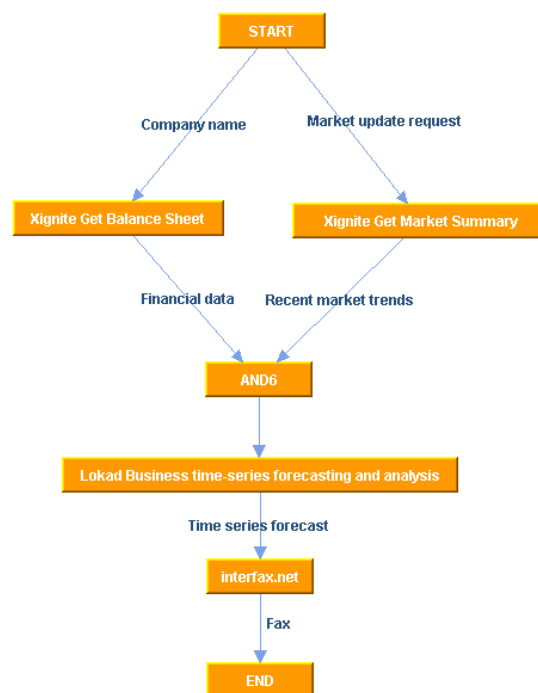 START
Company name
Market update request
Xignite Get Balance Sheet
Xignite Get Market Summary
Financial data
Recent market trends
AND6
Lokad Business time-series forecasting and analysis
Time series forecast
interfax.net
Fax
END